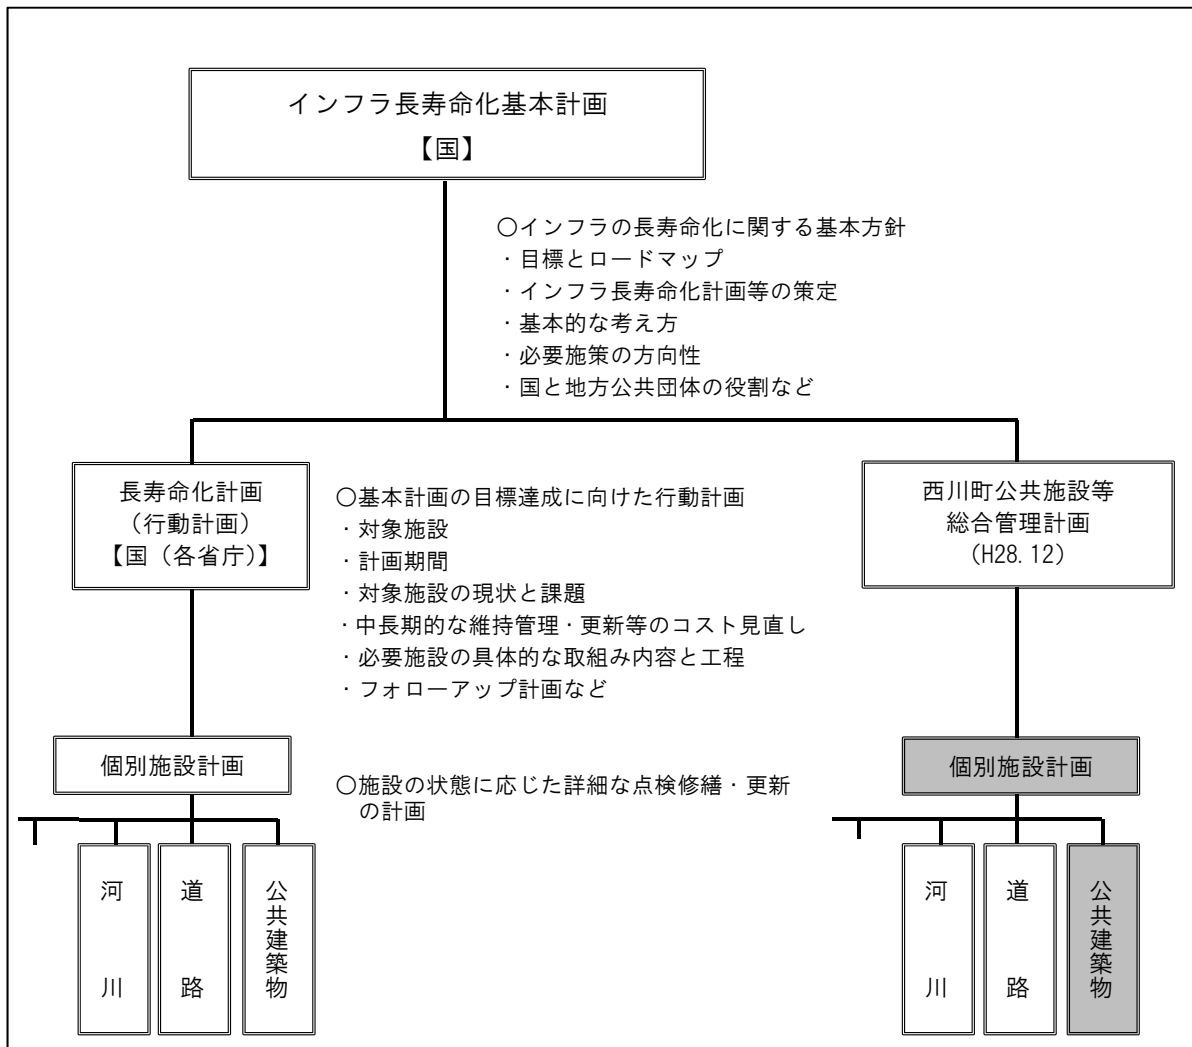 インフラ長寿命化基本計画
【国】
〇インフラの長寿命化に関する基本方針
・目標とロードマップ
・インフラ長寿命化計画等の策定
・基本的な考え方
・必要施策の方向性
・国と地方公共団体の役割など
長寿命化計画
（行動計画）
【国（各省庁）】
〇基本計画の目標達成に向けた行動計画
・対象施設
・計画期間
・対象施設の現状と課題
・中長期的な維持管理・更新等のコスト見直し
・必要施設の具体的な取組み内容と工程
・フォローアップ計画など
西川町公共施設等
総合管理計画
（H28.12）
個別施設計画
〇施設の状態に応じた詳細な点検修繕・更新
の計画
個別施設計画
河川
道路
公共建築物
河川
道路
公共建築物